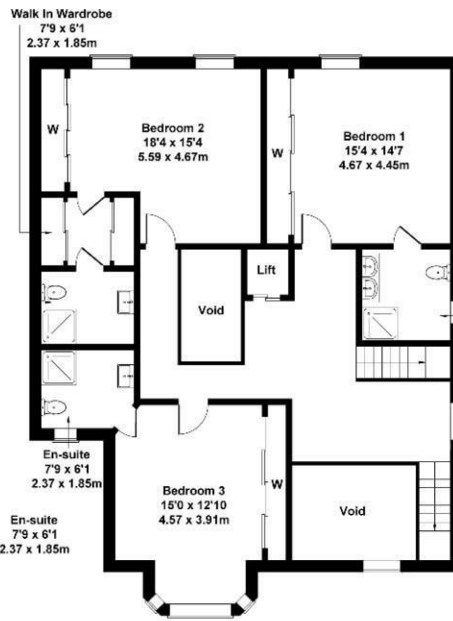 Walk In Wardrobe
7'9 x 6'1
2.37 x 1.85m
W
Bedroom 2
18'4 x 15'4
5.59 x 4.67m
W
Bedroom 1
15'4 x 14'7
4.67 x 4.45m
Lift
Void
En-suite
7'9 x 6'1
2.37 x 1.85m
En-suite
7'9 x 6'1
2.37 x 1.85m
Bedroom 3
15'0 x 12'10
4.57 x 3.91m
W
Void